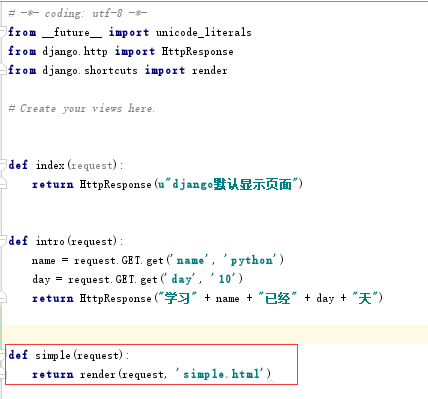 # -*- coding: utf-8 -*-
from __future__ import unicode_literals
from django.http import HttpResponse
from django.shortcuts import render
# Create your views here.
def index(request):
    return HttpResponse(u"django默认显示页面")
def intro(request):
    name = request.GET.get('name', 'python')
    day = request.GET.get('day', '10')
    return HttpResponse("学习" + name + "已经" + day + "天")
def simple(request):
    return render(request, 'simple.html')